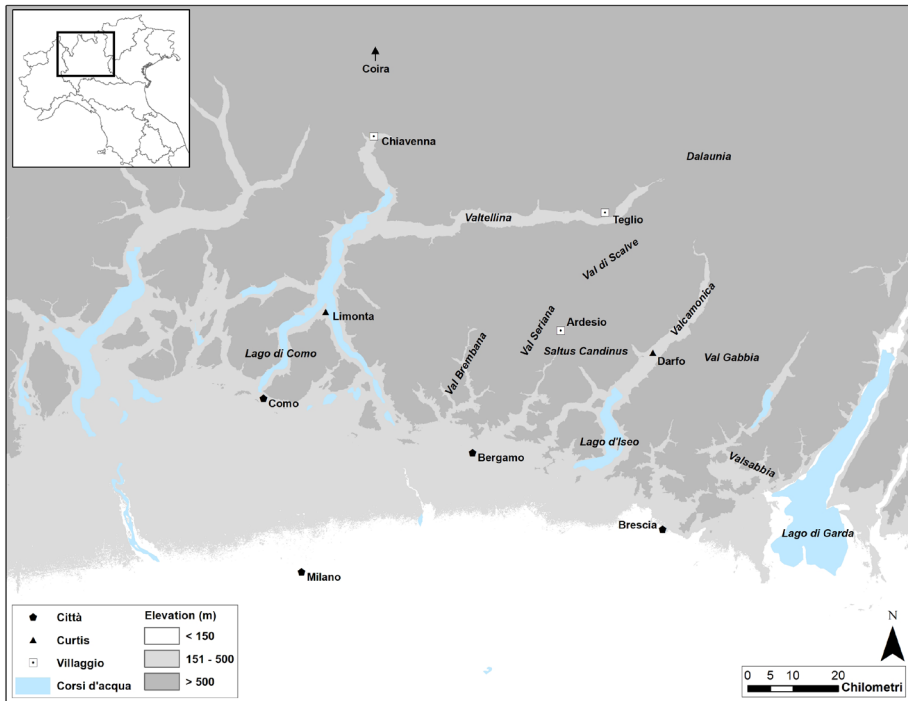 Coira
Chiavenna
Dalaunia
Valtellina
Teglio
Val di Scalve
Valcamonica
Limonta
Ardesio
Val Seriana
Saltus Candinus
Val Brembana
Lago di Como
Darfo
Val Gabbia
Como
Lago d'Iseo
Bergamo
Valsabbia
Brescia
Lago di Garda
Milano
Città
Curtis
Villaggio
Corsi d'acqua
Elevation (m)
< 150
151 - 500
> 500
N
0 5 10 20
Chilometri